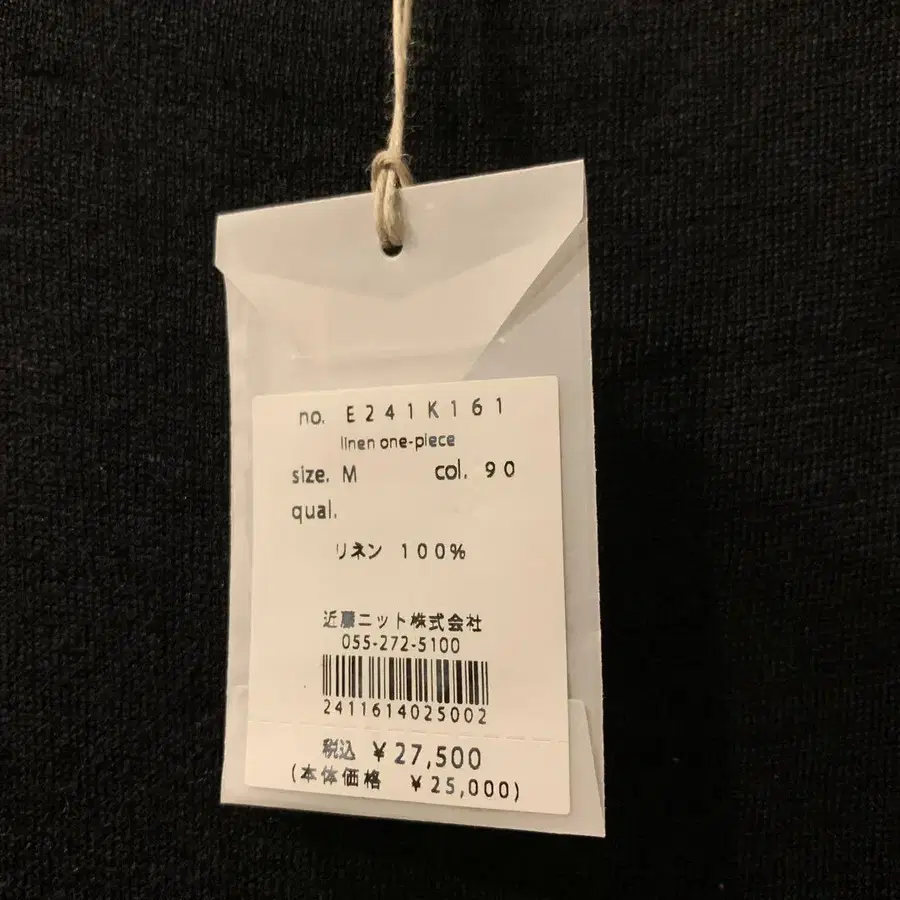 no. E241K161
linen one-piece
size. M col. 90
qual.
リネン 100%
近藤ニット株式会社
055-272-5100
2411614025002
税込 ¥27,500
(本体価格 ¥25,000)